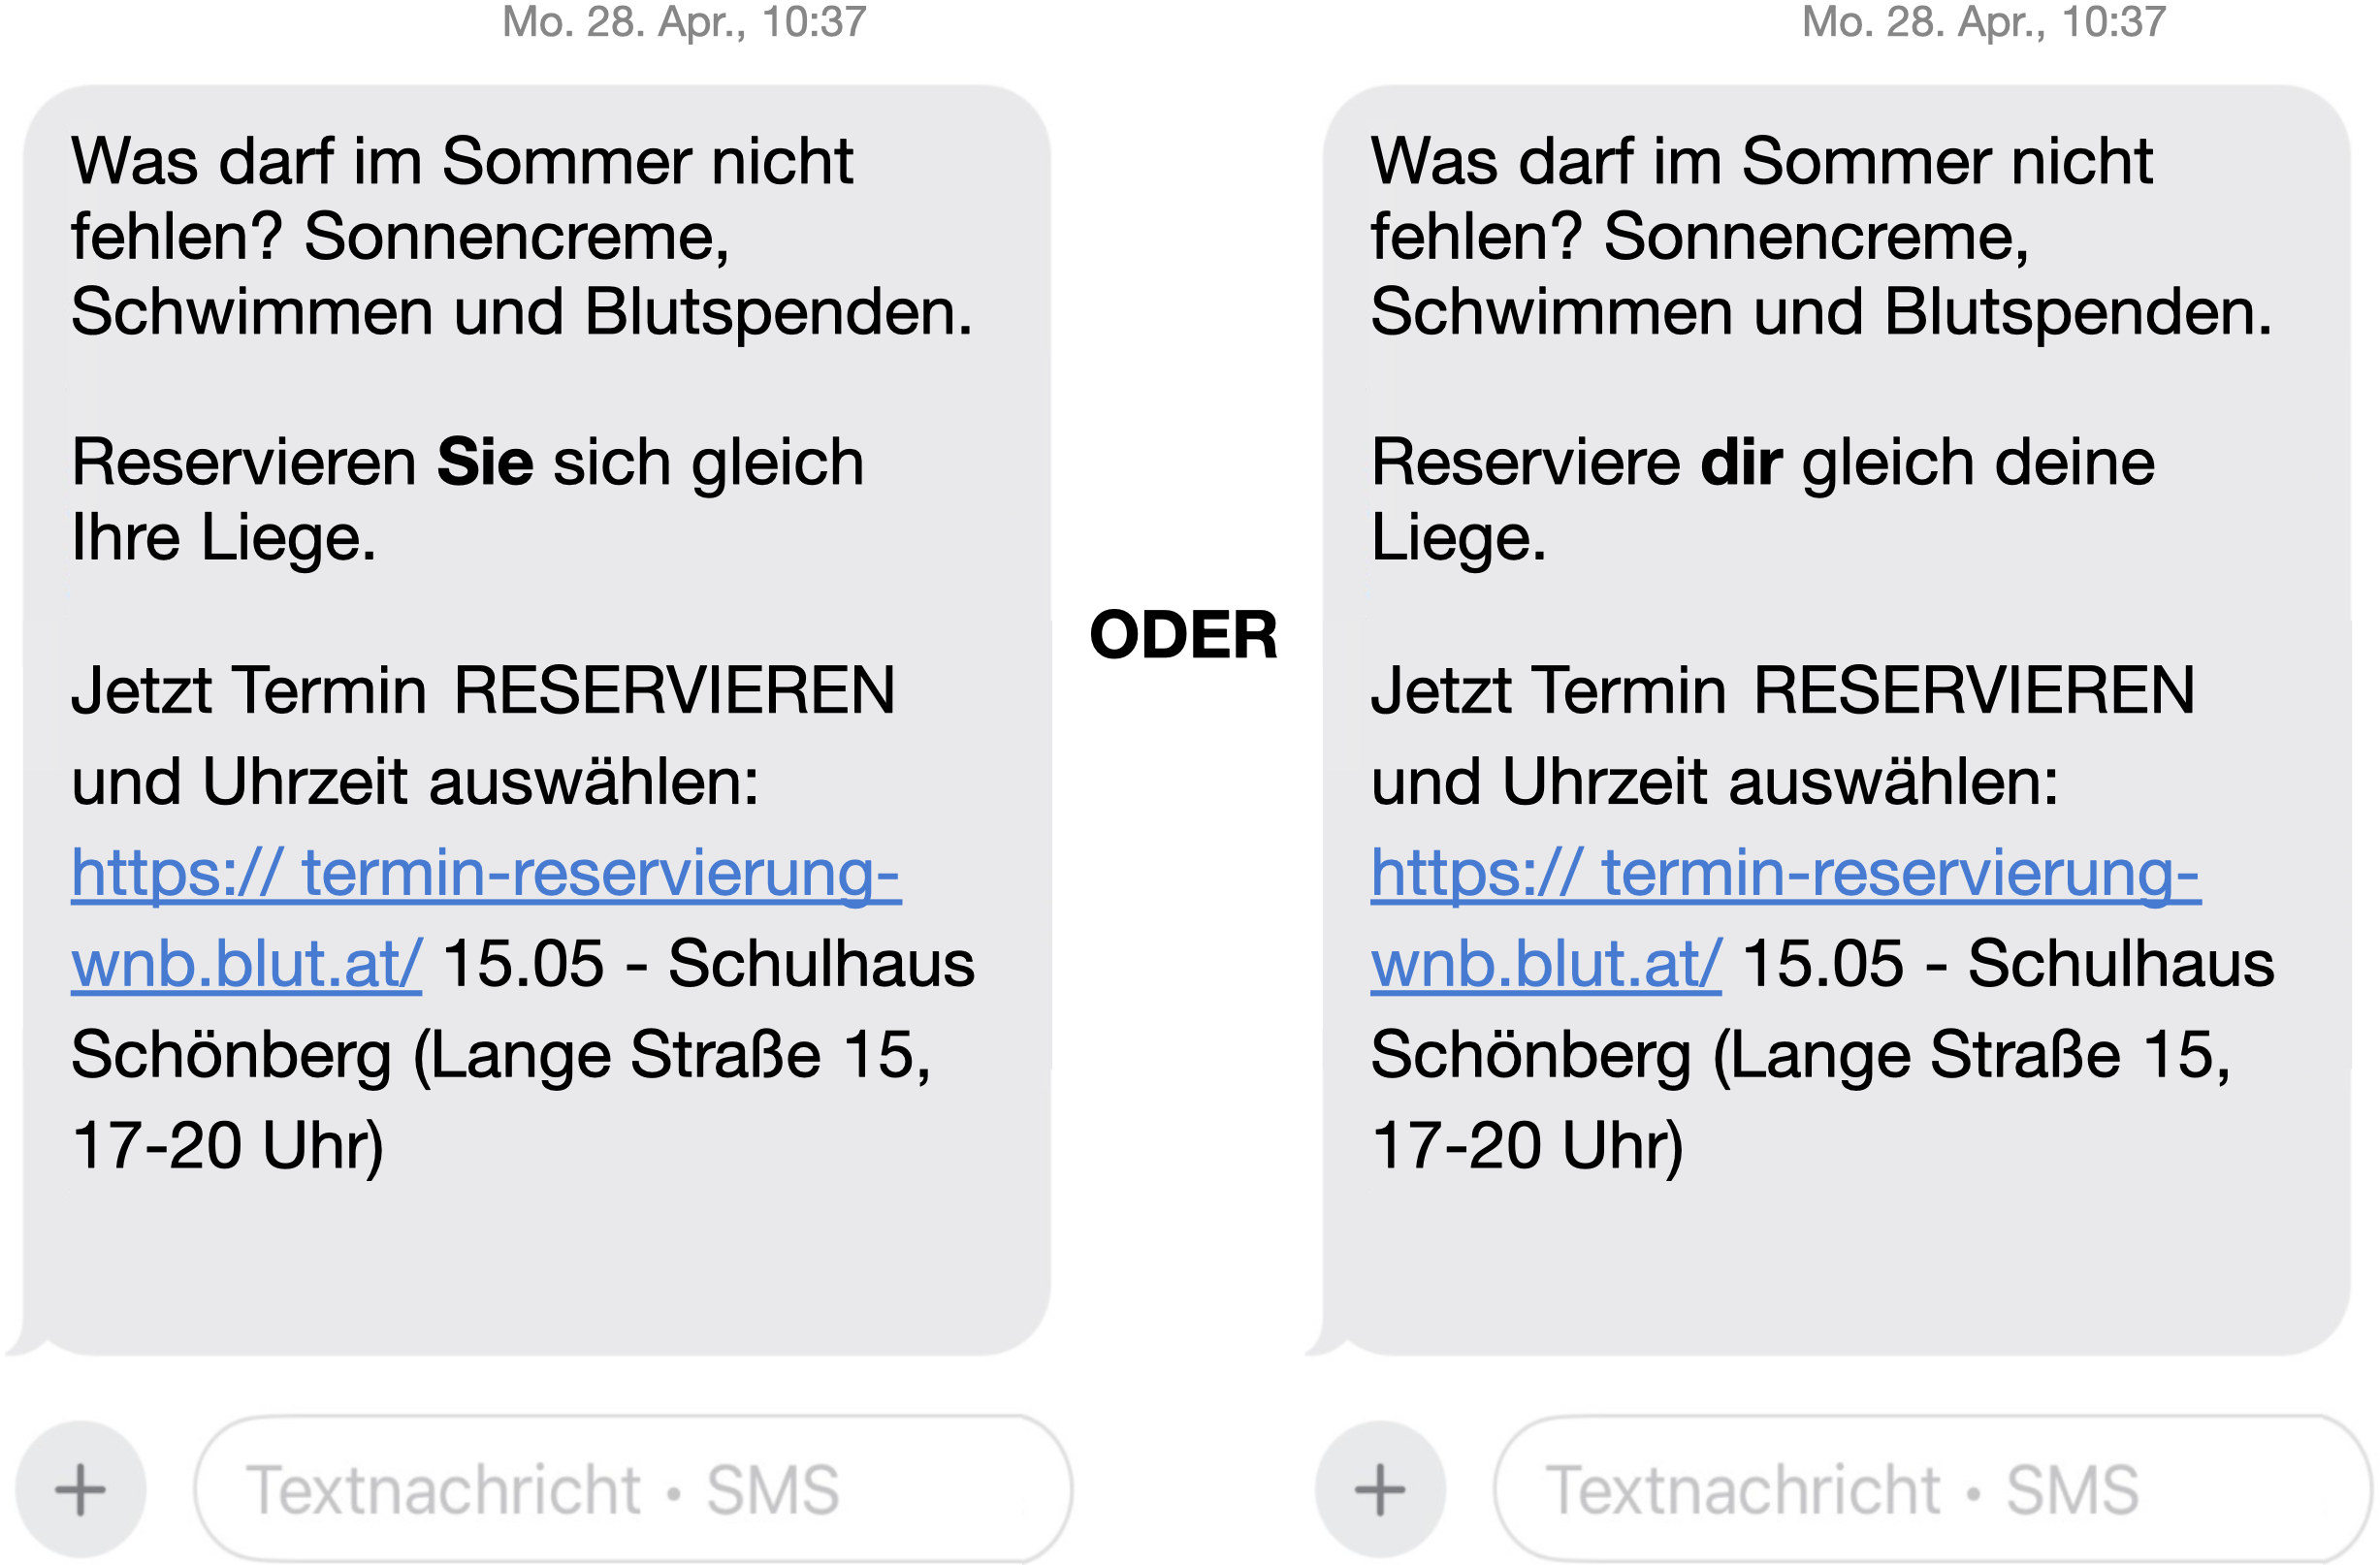 Mo. 28. Apr., 10:37
Was darf im Sommer nicht
fehlen? Sonnencreme,
Schwimmen und Blutspenden.
Reservieren Sie sich gleich
Ihre Liege.
Jetzt Termin RESERVIEREN
und Uhrzeit auswählen:
https:// termin-reservierung-
wnb.blut.at/ 15.05 - Schulhaus
Schönberg (Lange Straße 15,
17-20 Uhr)
Textnachricht • SMS
ODER
Mo. 28. Apr., 10:37
Was darf im Sommer nicht
fehlen? Sonnencreme,
Schwimmen und Blutspenden.
Reserviere dir gleich deine
Liege.
Jetzt Termin RESERVIEREN
und Uhrzeit auswählen:
https:// termin-reservierung-
wnb.blut.at/ 15.05 - Schulhaus
Schönberg (Lange Straße 15,
17-20 Uhr)
Textnachricht • SMS